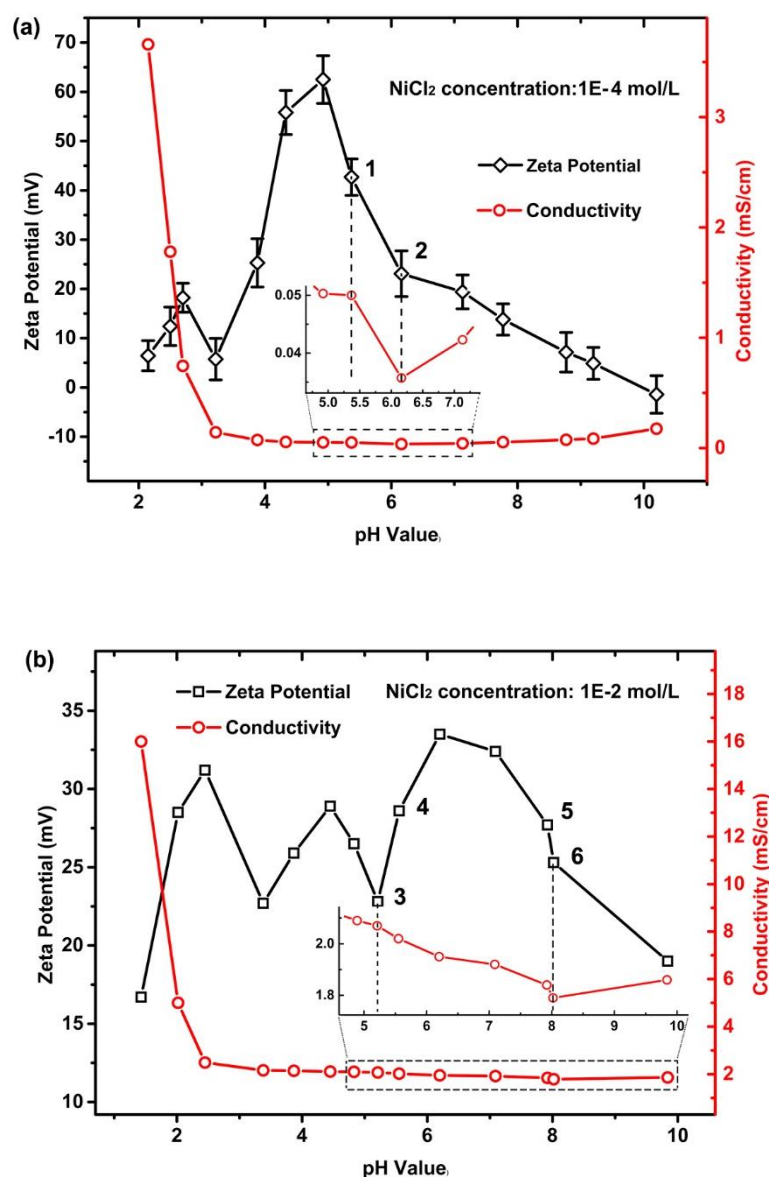 (a)
NiCl₂ concentration:1E-4 mol/L
Zeta Potential
Conductivity
1
2
70
60
50
40
30
20
10
0
-10
Zeta Potential (mV)
3
2
1
0
Conductivity (mS/cm)
0.05
0.04
5.0 5.5 6.0 6.5 7.0
2 4 6 8 10
pH Value
(b)
Zeta Potential
Conductivity
NiCl₂ concentration: 1E-2 mol/L
3
4
5
6
35
30
25
20
15
10
Zeta Potential (mV)
18
16
14
12
10
8
6
4
2
0
Conductivity (mS/cm)
2.1
2.0
1.8
5 6 7 8 9 10
2 4 6 8 10
pH Value